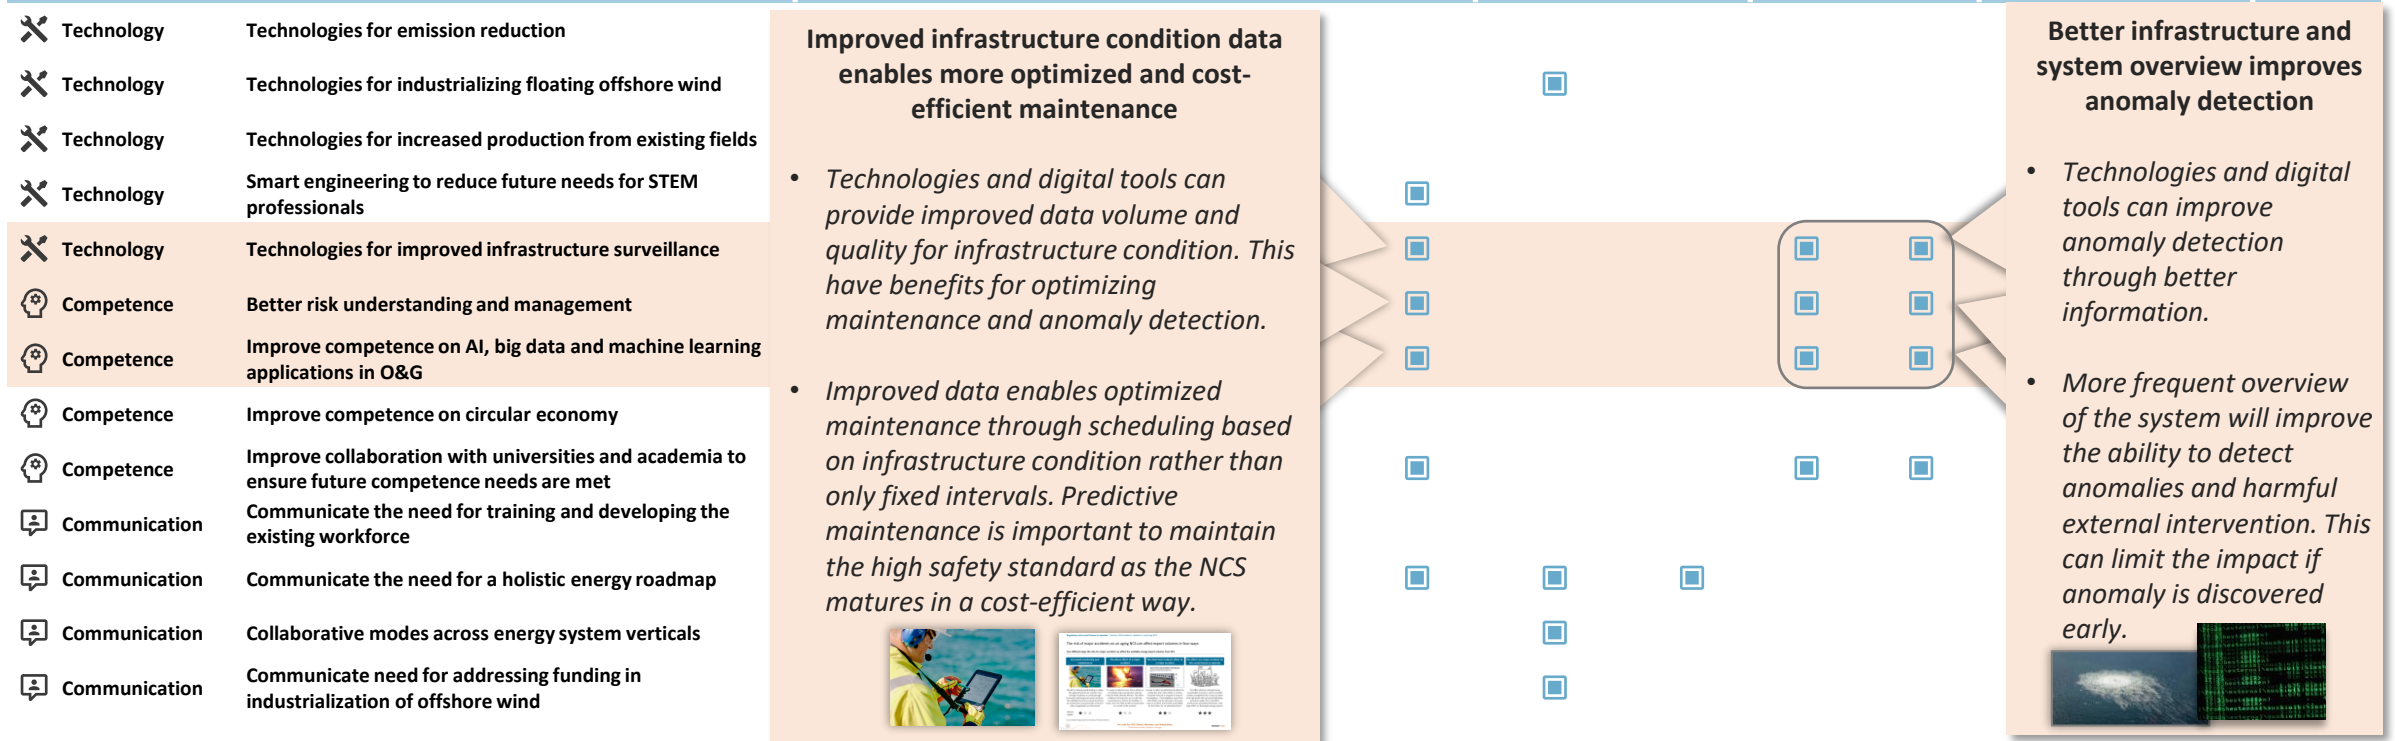 Technology Technologies for emission reduction
Technology Technologies for industrializing floating offshore wind
Technology Technologies for increased production from existing fields
Technology Smart engineering to reduce future needs for STEM
professionals
Technology Technologies for improved infrastructure surveillance
Competence Better risk understanding and management
Competence Improve competence on AI, big data and machine learning
applications in O&G
Competence Improve competence on circular economy
Competence Improve collaboration with universities and academia to
ensure future competence needs are met
Communication Communicate the need for training and developing the
existing workforce
Communication Communicate the need for a holistic energy roadmap
Communication Collaborative modes across energy system verticals
Communication Communicate need for addressing funding in
industrialization of offshore wind
Improved infrastructure condition data
enables more optimized and cost-
efficient maintenance
• Technologies and digital tools can
provide improved data volume and
quality for infrastructure condition. This
have benefits for optimizing
maintenance and anomaly detection.
• Improved data enables optimized
maintenance through scheduling based
on infrastructure condition rather than
only fixed intervals. Predictive
maintenance is important to maintain
the high safety standard as the NCS
matures in a cost-efficient way.
Better infrastructure and
system overview improves
anomaly detection
• Technologies and digital
tools can improve
anomaly detection
through better
information.
• More frequent overview
of the system will improve
the ability to detect
anomalies and harmful
external intervention. This
can limit the impact if
anomaly is discovered
early.